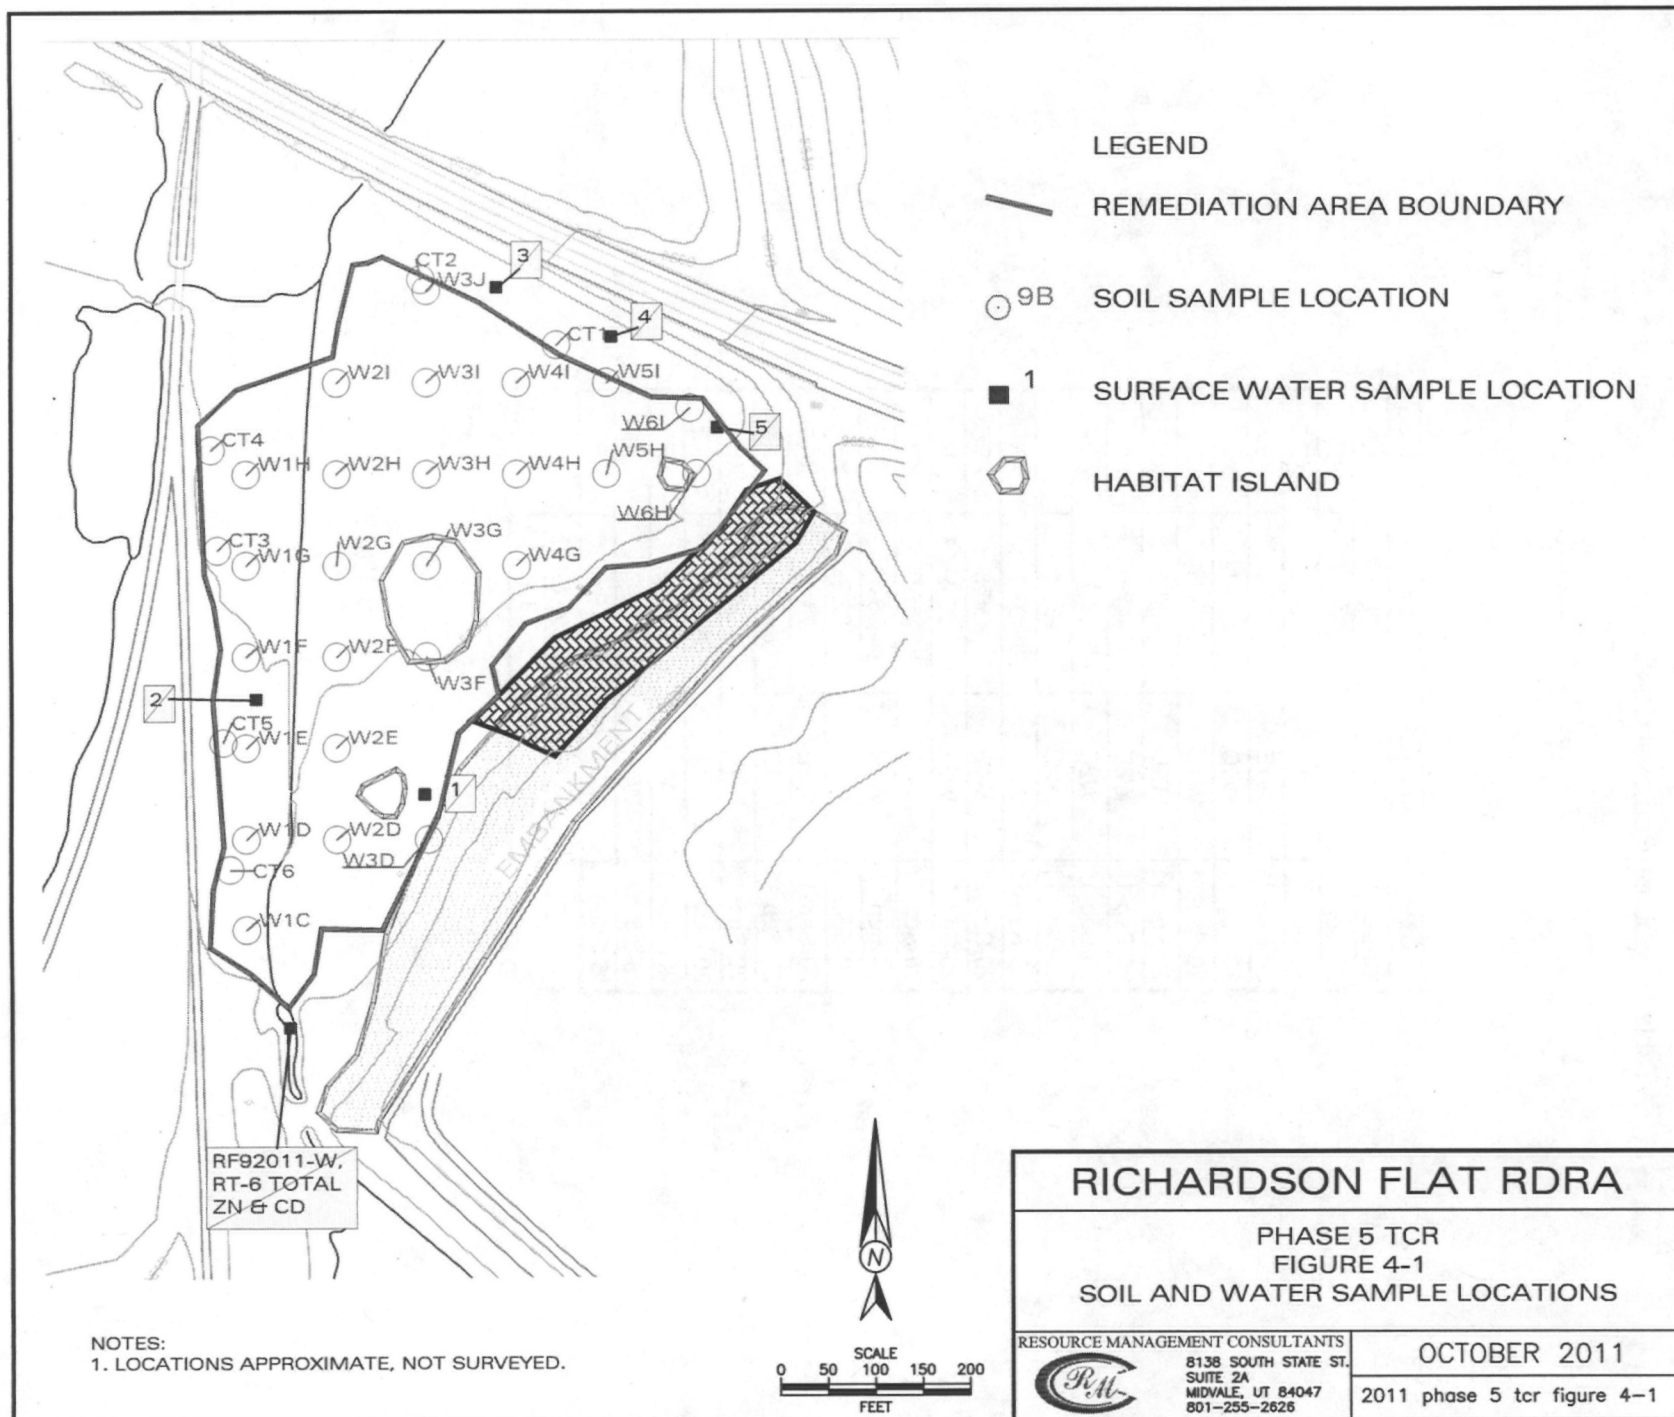 LEGEND
REMEDIATION AREA BOUNDARY
9B SOIL SAMPLE LOCATION
1 SURFACE WATER SAMPLE LOCATION
HABITAT ISLAND
CT2
W3J
3
4
CT1
W2I
W3I
W4I
W5I
W6I
5
CT4
W1H
W2H
W3H
W4H
W5H
W6H
CT3
W1G
W2G
W3G
W4G
W1F
W2F
W3F
2
CT5
W1E
W2E
1
EMBANKMENT
W1D
W2D
W3D
CT6
W1C
RF92011-W,
RT-6 TOTAL
ZN & CD
N
SCALE
0 50 100 150 200
FEET
NOTES:
1. LOCATIONS APPROXIMATE, NOT SURVEYED.
RICHARDSON FLAT RDRA
PHASE 5 TCR
FIGURE 4-1
SOIL AND WATER SAMPLE LOCATIONS
RESOURCE MANAGEMENT CONSULTANTS
RMC
8138 SOUTH STATE ST.
SUITE 2A
MIDVALE, UT 84047
801-255-2626
OCTOBER 2011
2011 phase 5 tcr figure 4-1